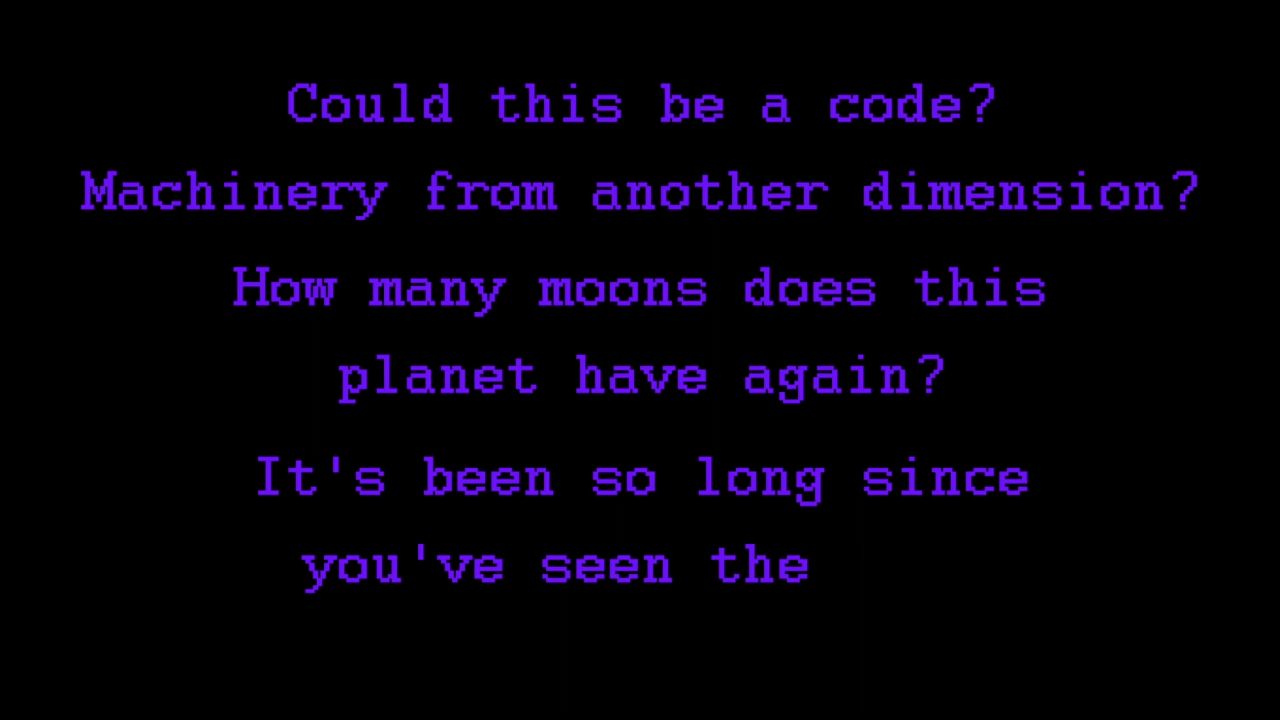 Could this be a code?
Machinery from another dimension?
How many moons does this
planet have again?
It's been so long since
you've seen the